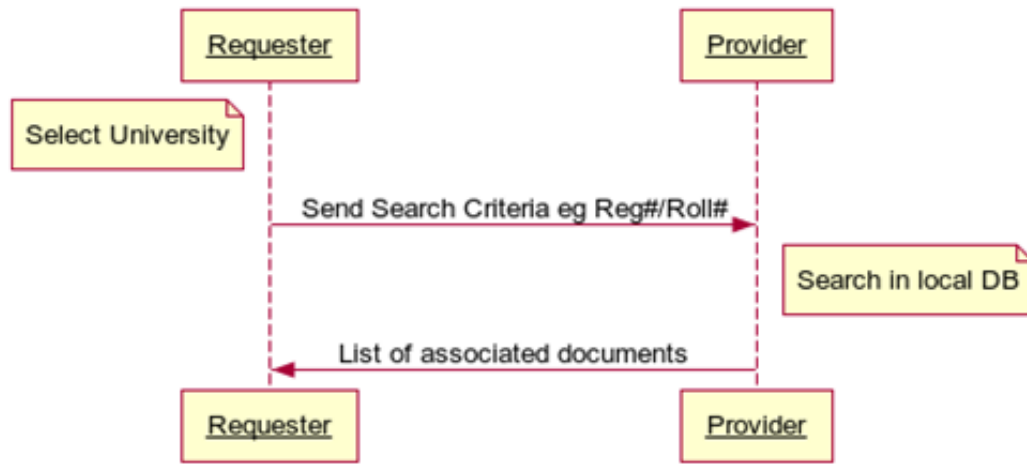 Requester
Provider
Select University
Send Search Criteria eg Reg#/Roll#
Search in local DB
List of associated documents
Requester
Provider